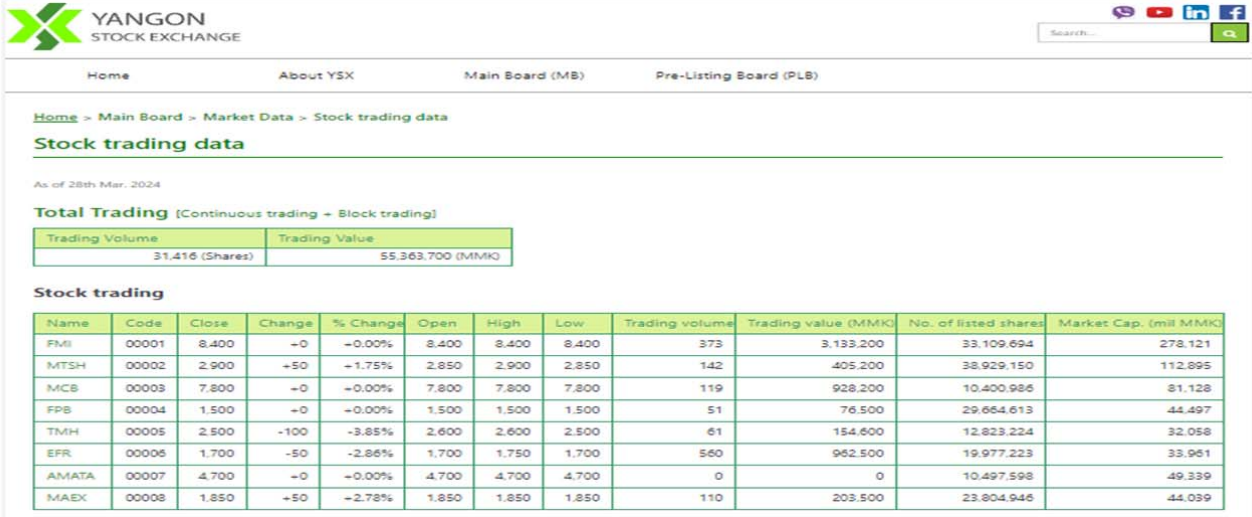 YANGON
STOCK EXCHANGE
Search...
Home About YSX Main Board (MB) Pre-Listing Board (PLB)
Home > Main Board > Market Data > Stock trading data
Stock trading data
As of 28th Mar. 2024
Total Trading [Continuous trading + Block trading]
Trading Volume Trading Value
31,416 (Shares) 55,363,700 (MMK)
Stock trading
Name Code Close Change % Change Open High Low Trading volume Trading value (MMK) No. of listed shares Market Cap. (mil MMK)
FMI 00001 8,400 +0 +0.00% 8,400 8,400 8,400 373 3,133,200 33,109,694 278,121
MTSH 00002 2,900 +50 +1.75% 2,850 2,900 2,850 142 405,200 38,929,150 112,895
MCB 00003 7,800 +0 +0.00% 7,800 7,800 7,800 119 928,200 10,400,986 81,128
FPB 00004 1,500 +0 +0.00% 1,500 1,500 1,500 51 76,500 29,664,613 44,497
TMH 00005 2,500 -100 -3.85% 2,600 2,600 2,500 61 154,600 12,823,224 32,058
EFR 00006 1,700 -50 -2.86% 1,700 1,750 1,700 560 962,500 19,977,223 33,961
AMATA 00007 4,700 +0 +0.00% 4,700 4,700 4,700 0 0 10,497,598 49,339
MAEX 00008 1,850 +50 +2.78% 1,850 1,850 1,850 110 203,500 23,804,946 44,039